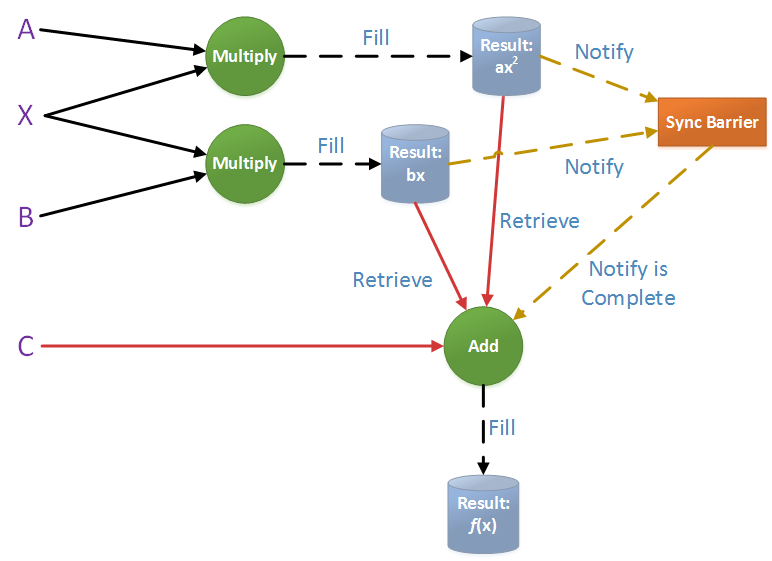 A
Multiply
Fill
Result:
ax²
Notify
X
Sync Barrier
Multiply
Fill
Result:
bx
Notify
B
Retrieve
Retrieve
Notify is
Complete
C
Add
Fill
Result:
f(x)